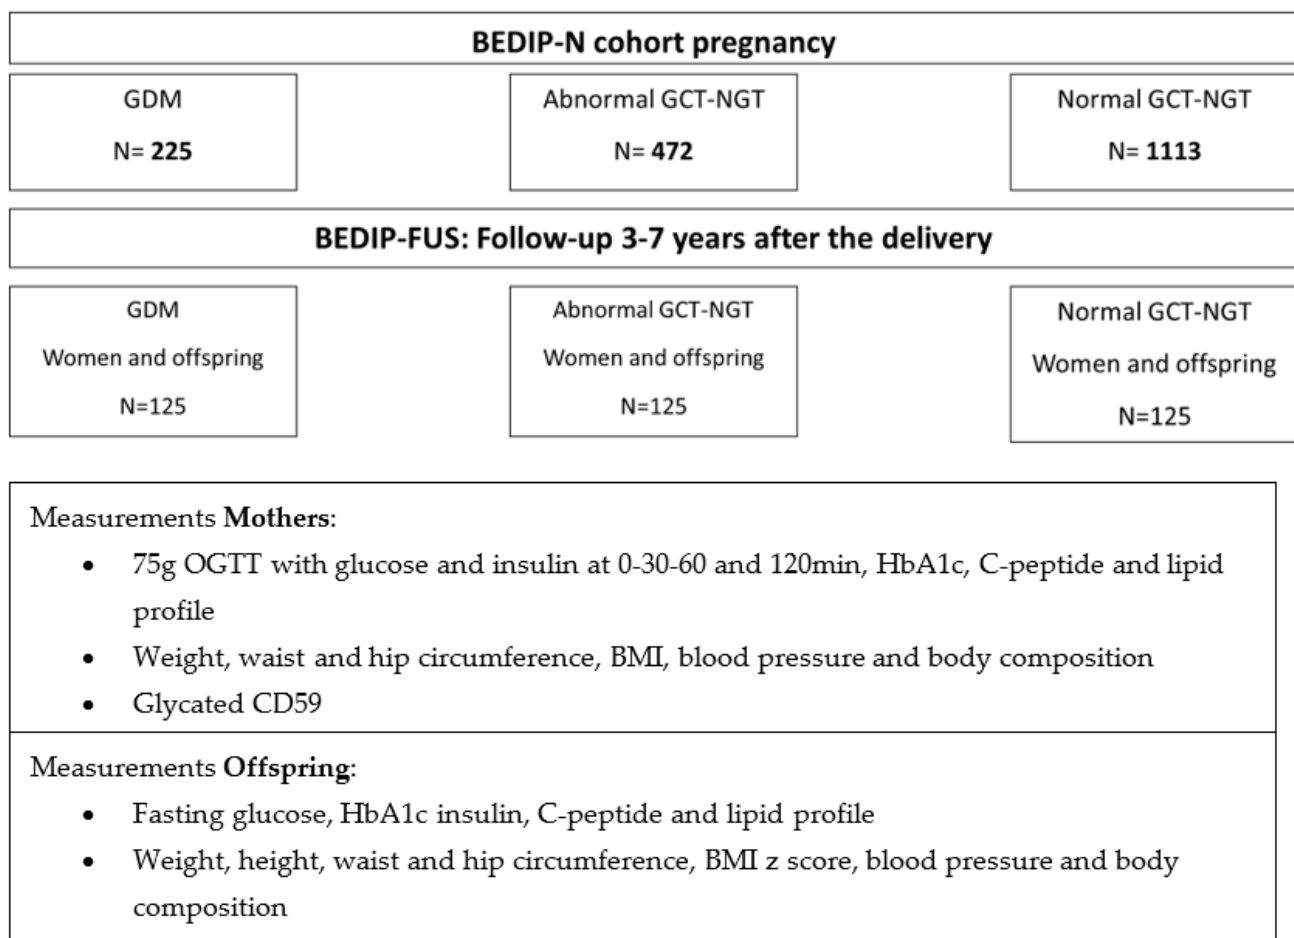 BEDIP-N cohort pregnancy
GDM
N= 225
Abnormal GCT-NGT
N= 472
Normal GCT-NGT
N= 1113
BEDIP-FUS: Follow-up 3-7 years after the delivery
GDM
Women and offspring
N=125
Abnormal GCT-NGT
Women and offspring
N=125
Normal GCT-NGT
Women and offspring
N=125
Measurements Mothers:
• 75g OGTT with glucose and insulin at 0-30-60 and 120min, HbA1c, C-peptide and lipid
profile
• Weight, waist and hip circumference, BMI, blood pressure and body composition
• Glycated CD59
Measurements Offspring:
• Fasting glucose, HbA1c insulin, C-peptide and lipid profile
• Weight, height, waist and hip circumference, BMI z score, blood pressure and body
composition